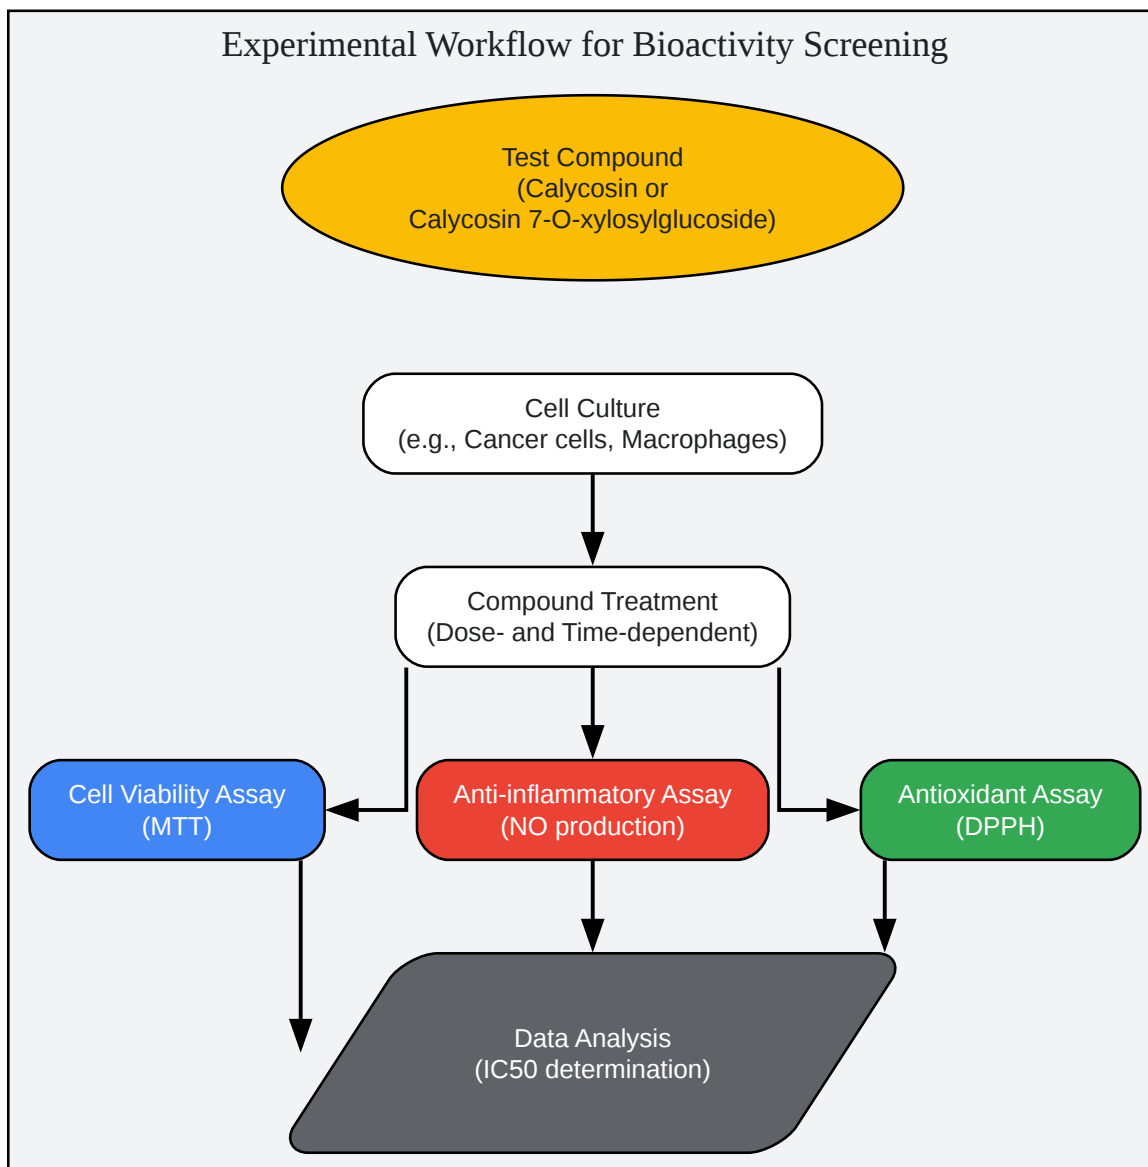 Experimental Workflow for Bioactivity Screening
Test Compound
(Calycosin or
Calycosin 7-O-xylosylglucoside)
Cell Culture
(e.g., Cancer cells, Macrophages)
Compound Treatment
(Dose- and Time-dependent)
Cell Viability Assay
(MTT)
Anti-inflammatory Assay
(NO production)
Antioxidant Assay
(DPPH)
Data Analysis
(IC50 determination)